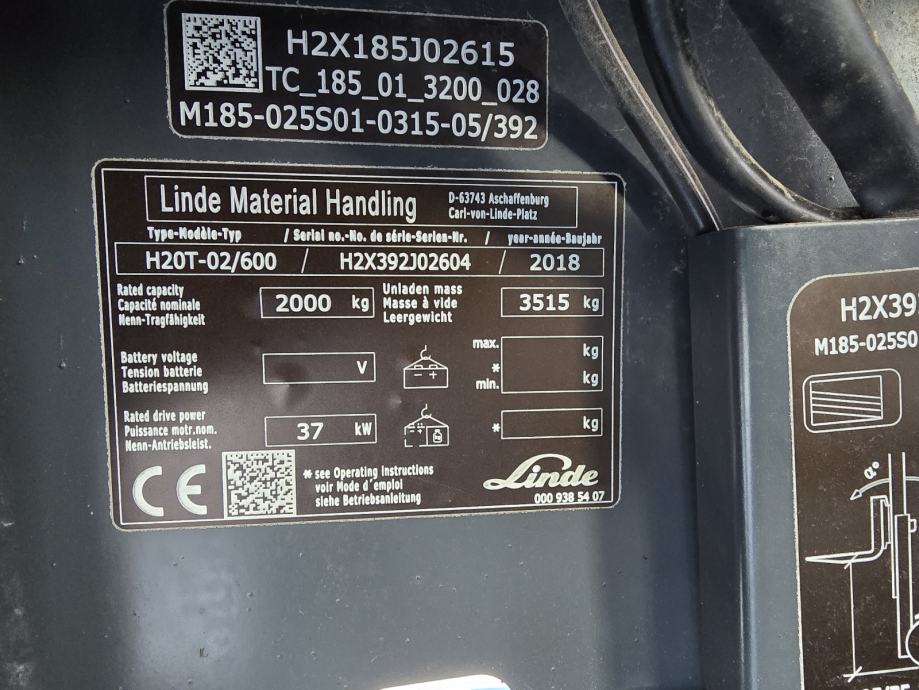 H2X185J02615
TC_185_01_3200_028
M185-025S01-0315-05/392
Linde Material Handling
D-63743 Aschaffenburg
Carl-von-Linde-Platz
Type-Modèle-Typ / Serial no.-No. de série-Serien-Nr. / year-année-Baujahr
H20T-02/600 / H2X392J02604 / 2018
Rated capacity
Capacité nominale
Nenn-Tragfähigkeit
2000 kg
Unladen mass
Masse à vide
Leergewicht
3515 kg
Battery voltage
Tension batterie
Batteriespannung
V
- +
max. kg
*
min. kg
Rated drive power
Puissance motr.nom.
Nenn-Antriebsleist.
37 kW
* kg
CE
* see Operating Instructions
voir Mode d'emploi
siehe Betriebsanleitung
Linde
000 938 54 07
H2X39
M185-025S0
α°